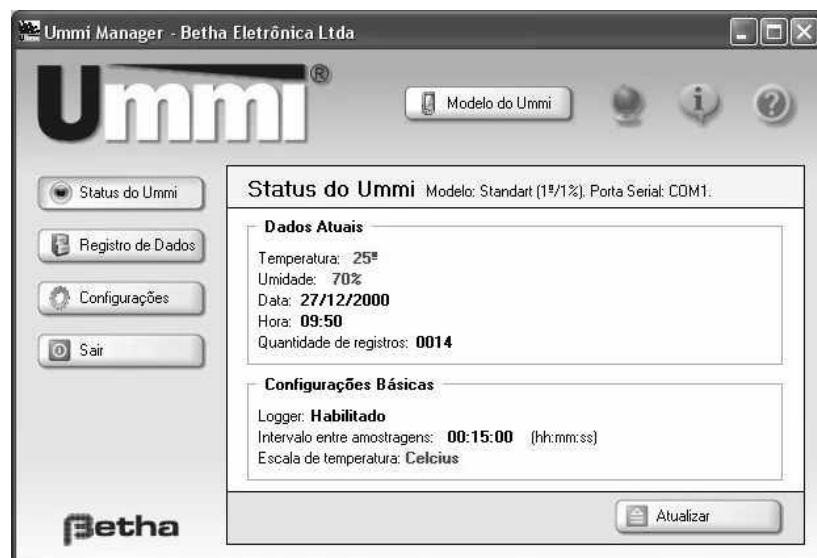 Ummi Manager - Betha Eletrônica Ltda
Ummi®
Modelo do Ummi
Status do Ummi
Registro de Dados
Configurações
Sair
Status do Ummi Modelo: Standart (1º/1%). Porta Serial: COM1.
Dados Atuais
Temperatura: 25º
Umidade: 70%
Data: 27/12/2000
Hora: 09:50
Quantidade de registros: 0014
Configurações Básicas
Logger: Habilitado
Intervalo entre amostragens: 00:15:00 (hh:mm:ss)
Escala de temperatura: Celcius
Atualizar
Betha